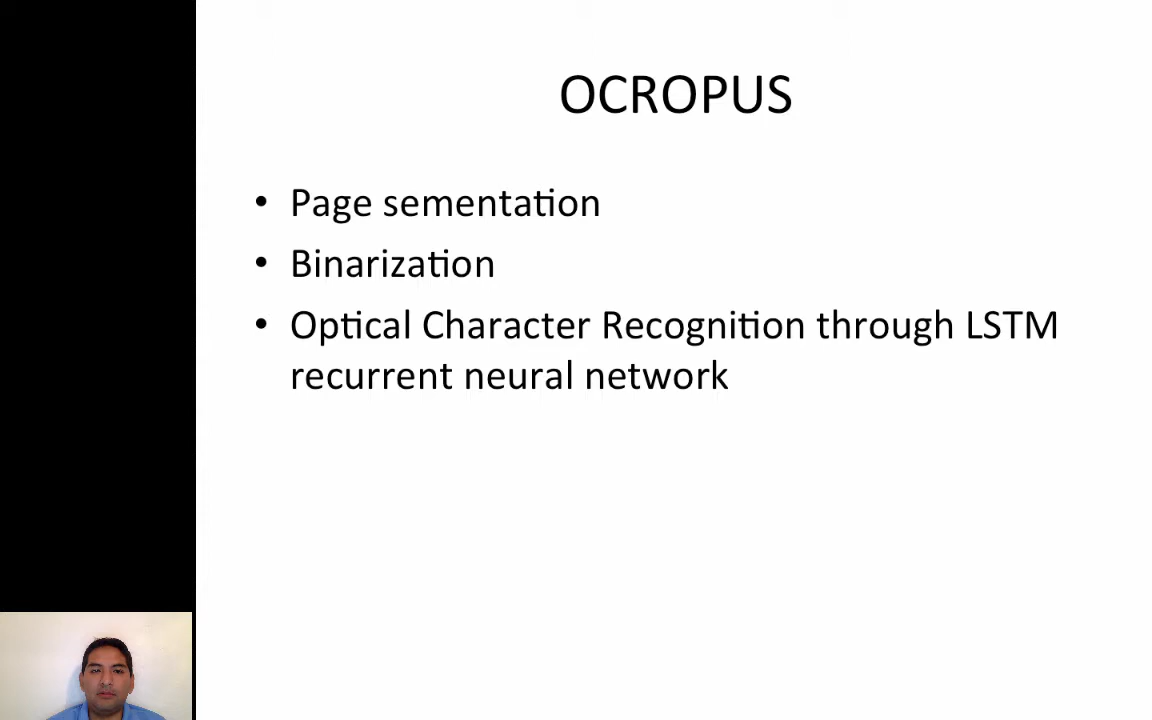 OCROPUS
• Page sementation
• Binarization
• Optical Character Recognition through LSTM
recurrent neural network